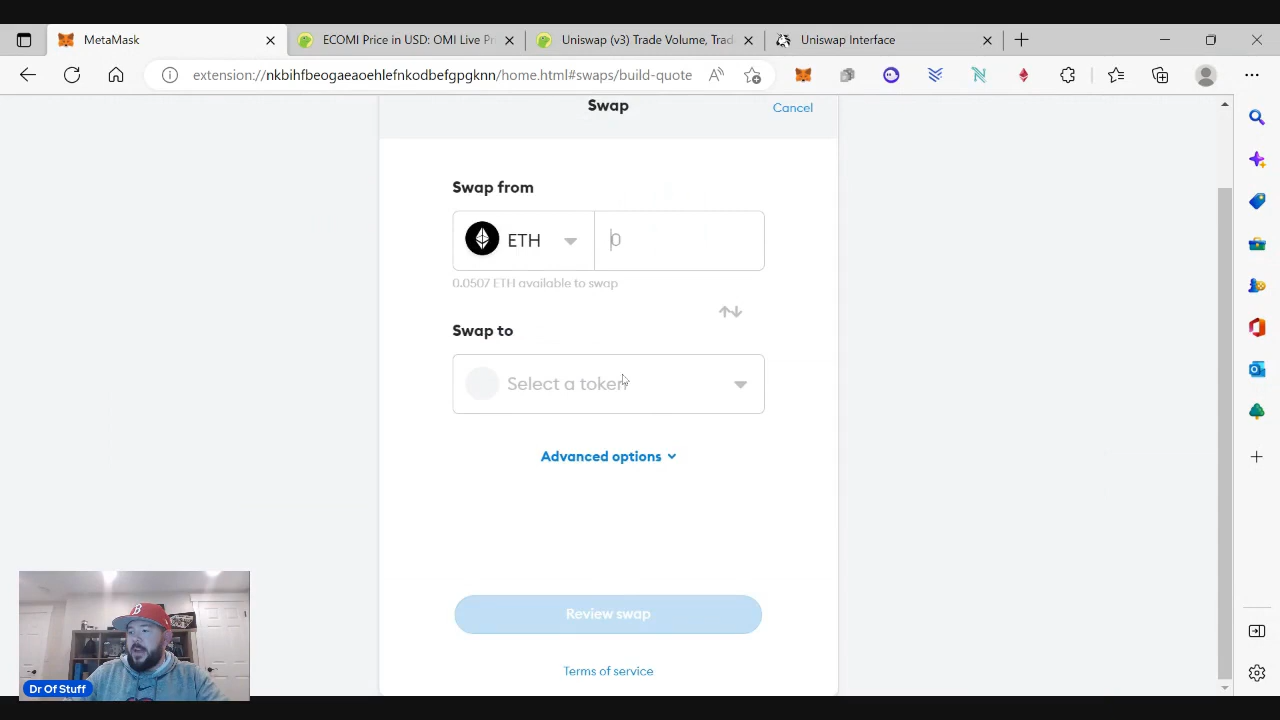 MetaMask
ECOMI Price in USD: OMI Live Pr
Uniswap (v3) Trade Volume, Trad
Uniswap Interface
extension://nkbihfbeogaeaoehlefnkodbefgpgknn/home.html#swaps/build-quote
Swap
Cancel
Swap from
ETH
0
0.0507 ETH available to swap
Swap to
Select a token
Advanced options
Review swap
Terms of service
B
Dr Of Stuff